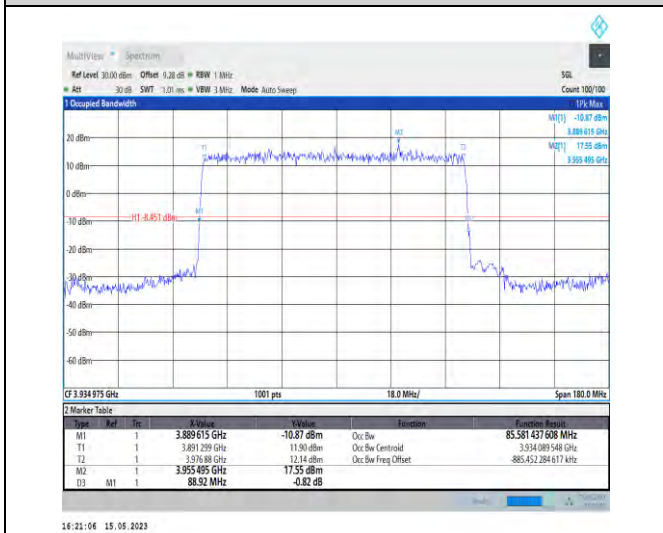 MultiView Spectrum
Ref Level 30.00 dBm Offset 9.28 dB RBW 1 MHz SGL
Att 30 dB SWT 1.01 ms VBW 3 MHz Mode Auto Sweep Count 100/100
1 Occupied Bandwidth 1Pk Max
M1[1] -10.87 dBm
3.889 615 GHz
M2[1] 17.55 dBm
3.955 495 GHz
20 dBm
M2
T1 T2
10 dBm
0 dBm
M1
H1 -8.451 dBm
-10 dBm
-20 dBm
-30 dBm
-40 dBm
-50 dBm
-60 dBm
CF 3.934 975 GHz 1001 pts 18.0 MHz/ Span 180.0 MHz
2 Marker Table
Type Ref Trc X-Value Y-Value Function Function Result
M1 1 3.889 615 GHz -10.87 dBm Occ Bw 85.581 437 608 MHz
T1 1 3.891 299 GHz 11.90 dBm Occ Bw Centroid 3.934 089 548 GHz
T2 1 3.976 88 GHz 12.14 dBm Occ Bw Freq Offset -885.452 284 617 kHz
M2 1 3.955 495 GHz 17.55 dBm
D3 M1 1 88.92 MHz -0.82 dB
16:21:06 15.05.2023